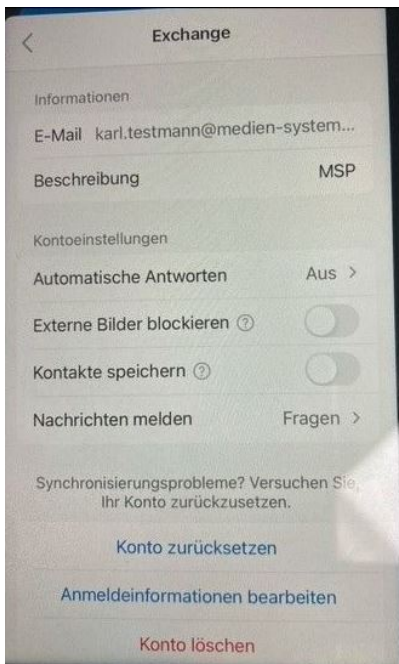 Exchange
Informationen
E-Mail karl.testmann@medien-system...
Beschreibung MSP
Kontoeinstellungen
Automatische Antworten Aus >
Externe Bilder blockieren ?
Kontakte speichern ?
Nachrichten melden Fragen >
Synchronisierungsprobleme? Versuchen Sie,
Ihr Konto zurückzusetzen.
Konto zurücksetzen
Anmeldeinformationen bearbeiten
Konto löschen